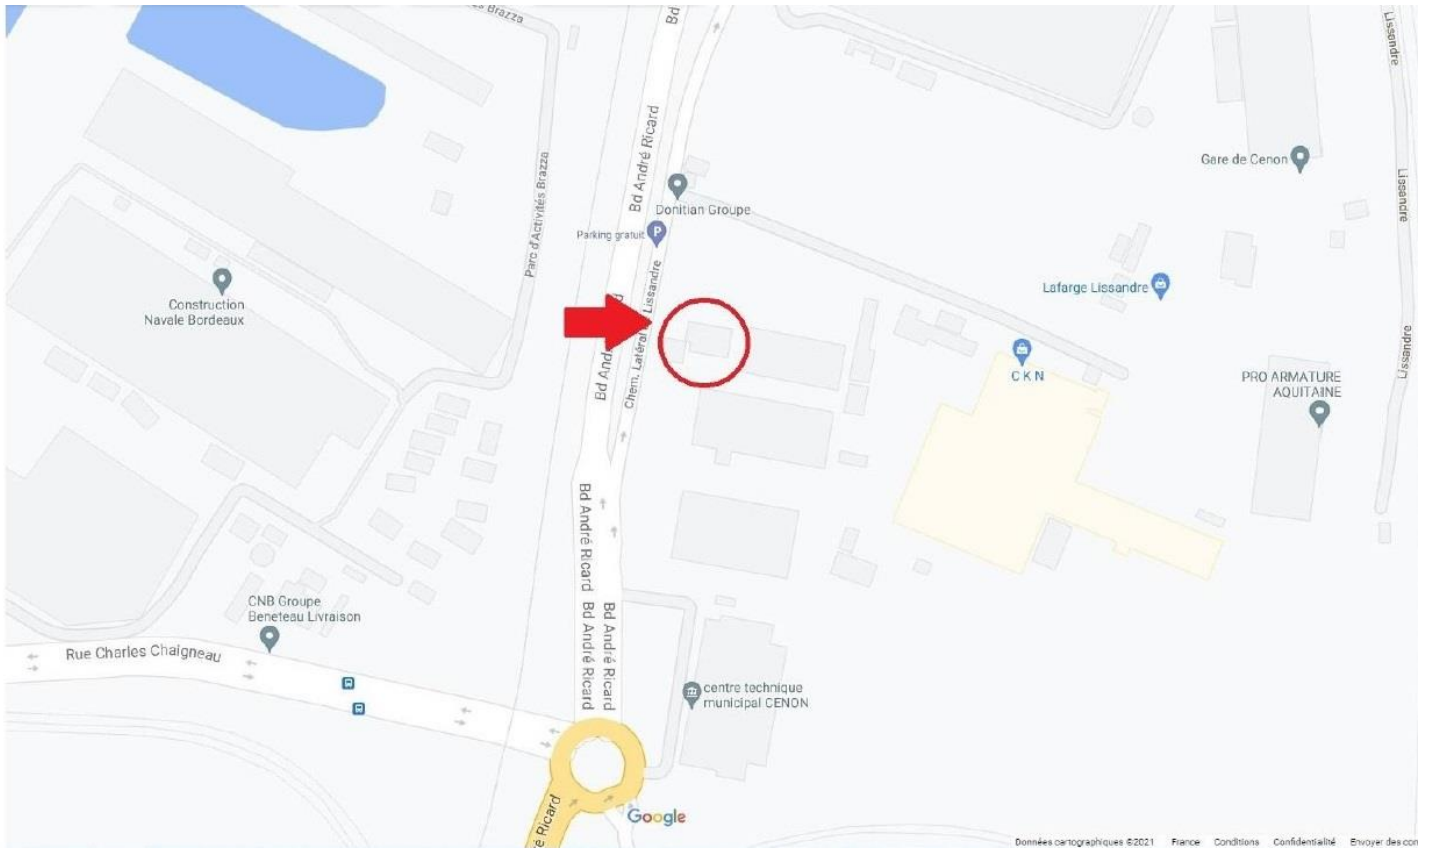 Brazza
Bd
Lissandre
Bd André Ricard
Gare de Cenon
Parc d'Activités Brazza
Lissandre
Lissandre
Donitian Groupe
Parking gratuit
P
Construction
Navale Bordeaux
Lafarge Lissandre
Chem. Latéral
Lissandre
Bd And
C K N
Lissandre
PRO ARMATURE
AQUITAINE
Bd André Ricard
CNB Groupe
Beneteau Livraison
Bd André Ricard
Bd André Ricard
Rue Charles Chaigneau
centre technique
municipal CENON
Ricard
Google
Données cartographiques ©2021 France Conditions Confidentialité Envoyer des com